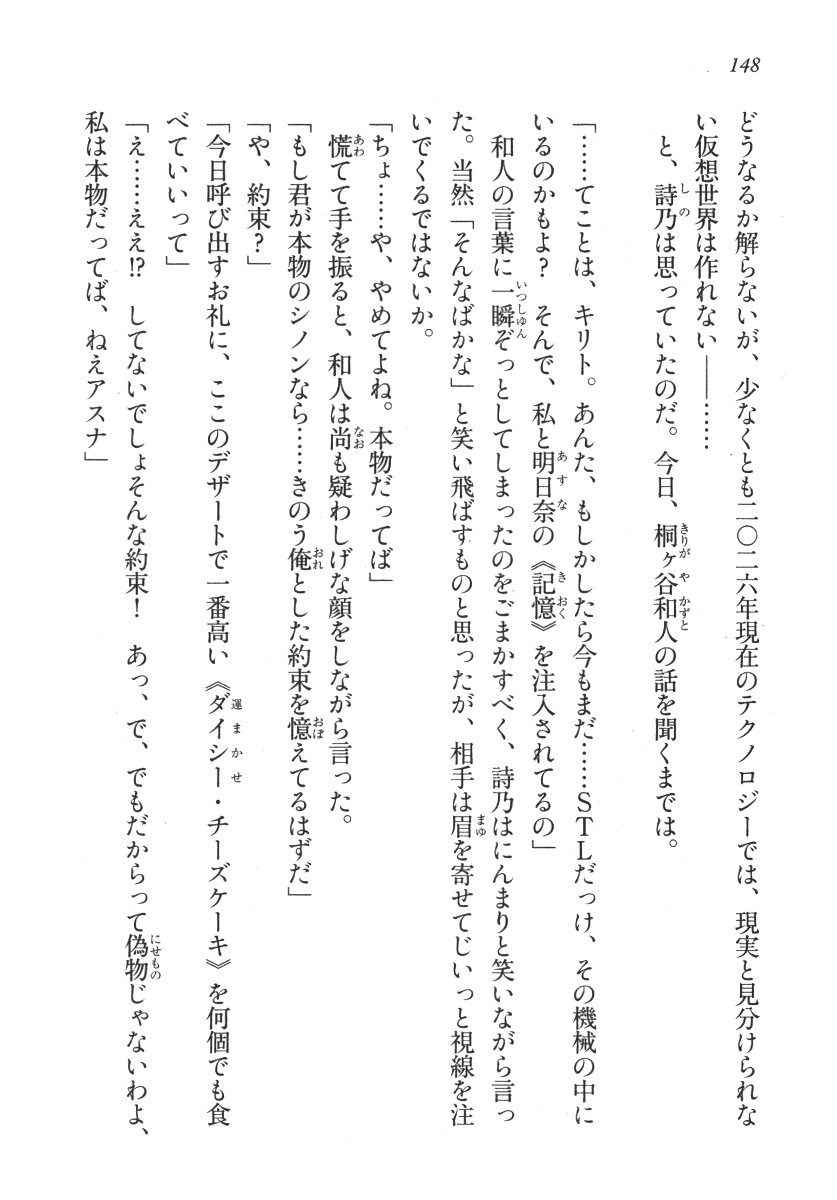 148
どうなるか解らないが、少なくとも二〇二六年現在のテクノロジーでは、現実と見分けられな
い仮想世界は作れない――……
と、詩乃は思っていたのだ。今日、桐ヶ谷和人の話を聞くまでは。
「……てことは、キリト。あんた、もしかしたら今もまだ……ＳＴＬだっけ、その機械の中に
いるのかもよ？　そんで、私と明日奈の《記憶》を注入されてるの」
和人の言葉に一瞬ぞっとしてしまったのをごまかすべく、詩乃はにんまりと笑いながら言っ
た。当然「そんなばかな」と笑い飛ばすものと思ったが、相手は眉を寄せてじいっと視線を注
いでくるではないか。
「ちょ……や、やめてよね。本物だってば」
慌てて手を振ると、和人は尚も疑わしげな顔をしながら言った。
「もし君が本物のシノンなら……きのう俺とした約束を憶えてるはずだ」
「や、約束？」
「今日呼び出すお礼に、ここのデザートで一番高い《ダイシー・チーズケーキ》を何個でも食
べていいって」
「え……ええ!?　してないでしょそんな約束！　あっ、で、でもだからって偽物じゃないわよ、
私は本物だってば、ねえアスナ」